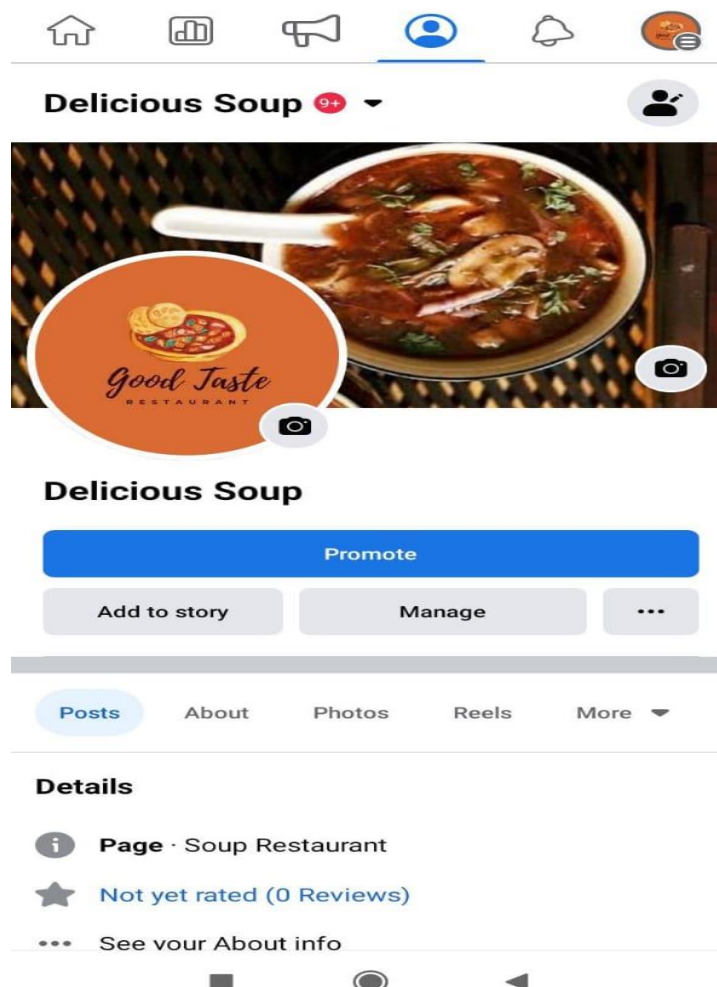 Delicious Soup 9+
Good Taste
RESTAURANT
Delicious Soup
Promote
Add to story Manage
Posts About Photos Reels More
Details
Page · Soup Restaurant
Not yet rated (0 Reviews)
See your About info